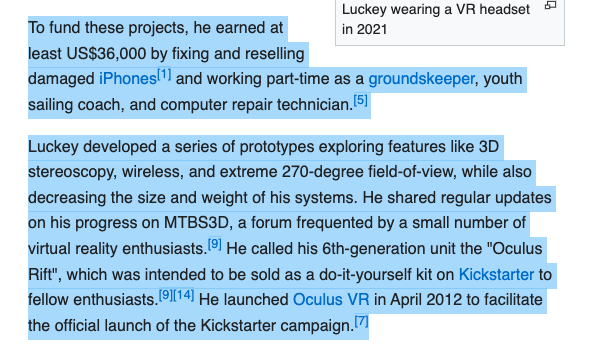 Luckey wearing a VR headset
in 2021
To fund these projects, he earned at
least US$36,000 by fixing and reselling
damaged iPhones[1] and working part-time as a groundskeeper, youth
sailing coach, and computer repair technician.[5]
Luckey developed a series of prototypes exploring features like 3D
stereoscopy, wireless, and extreme 270-degree field-of-view, while also
decreasing the size and weight of his systems. He shared regular updates
on his progress on MTBS3D, a forum frequented by a small number of
virtual reality enthusiasts.[9] He called his 6th-generation unit the "Oculus
Rift", which was intended to be sold as a do-it-yourself kit on Kickstarter to
fellow enthusiasts.[9][14] He launched Oculus VR in April 2012 to facilitate
the official launch of the Kickstarter campaign.[7]